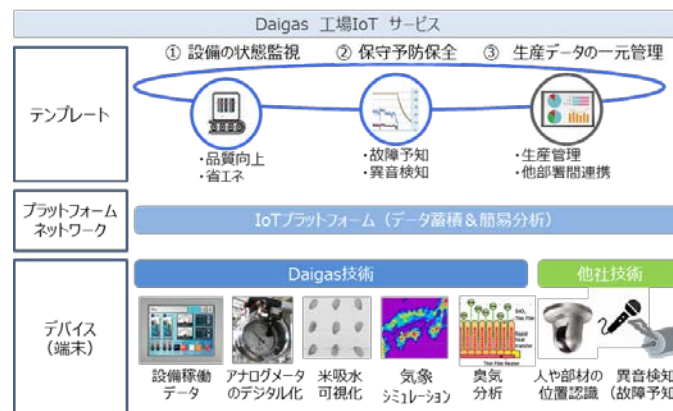 Daigas 工場IoT サービス
① 設備の状態監視 ② 保守予防保全 ③ 生産データの一元管理
テンプレート
・品質向上
・省エネ
・故障予知
・異音検知
・生産管理
・他部署間連携
プラットフォーム
ネットワーク
IoTプラットフォーム（データ蓄積＆簡易分析）
デバイス
（端末）
Daigas技術
他社技術
設備稼働
データ
アナログメータ
のデジタル化
米吸水
可視化
気象
シミュレーション
臭気
分析
人や部材の
位置認識
異音検知
（故障予知）